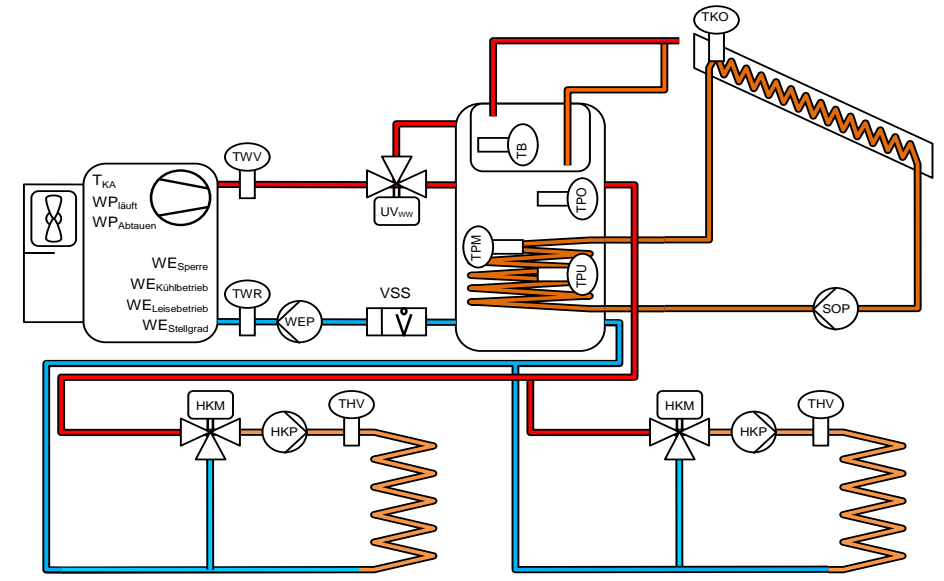 TKO
TWV
TB
T_KA
WP_läuft
WP_Abtauen
UV_WW
TPO
TPM
TPU
WE_Sperre
WE_Kühlbetrieb
WE_Leisebetrieb
WE_Stellgrad
TWR
WEP
VSS
V̊
SOP
HKM
HKP
THV
HKM
HKP
THV